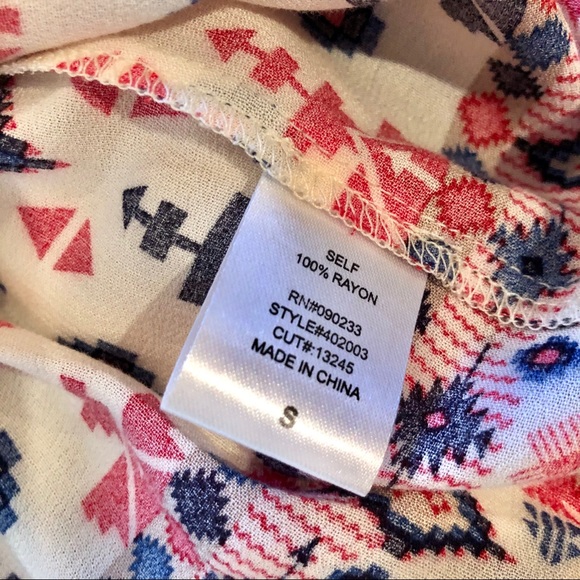 SELF
100% RAYON
RN#090233
STYLE#402003
CUT#:13245
MADE IN CHINA
S